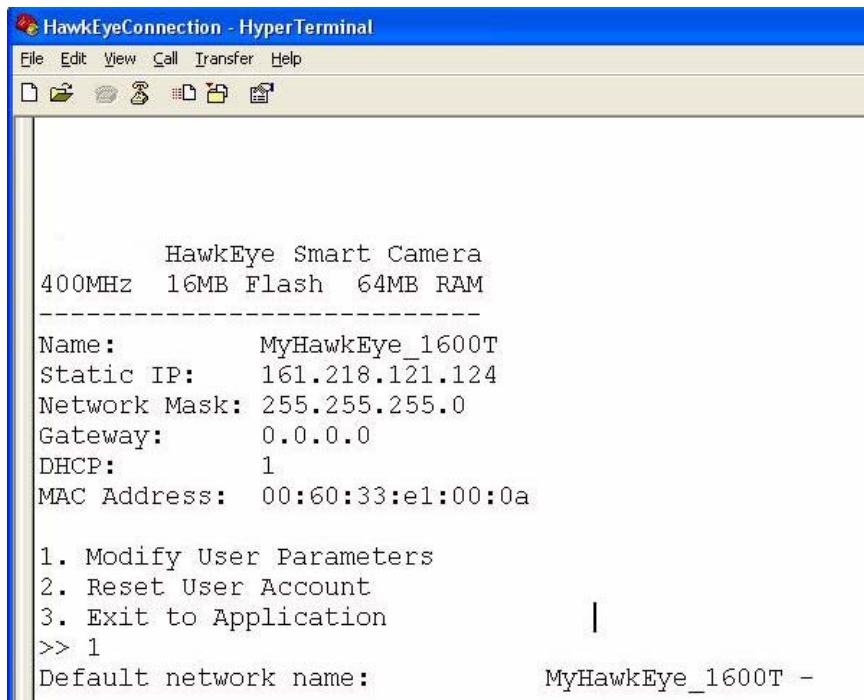 HawkEyeConnection - HyperTerminal
File Edit View Call Transfer Help
HawkEye Smart Camera
400MHz 16MB Flash 64MB RAM
----------------------------
Name: MyHawkEye_1600T
Static IP: 161.218.121.124
Network Mask: 255.255.255.0
Gateway: 0.0.0.0
DHCP: 1
MAC Address: 00:60:33:e1:00:0a
1. Modify User Parameters
2. Reset User Account
3. Exit to Application
>> 1
Default network name: MyHawkEye_1600T -